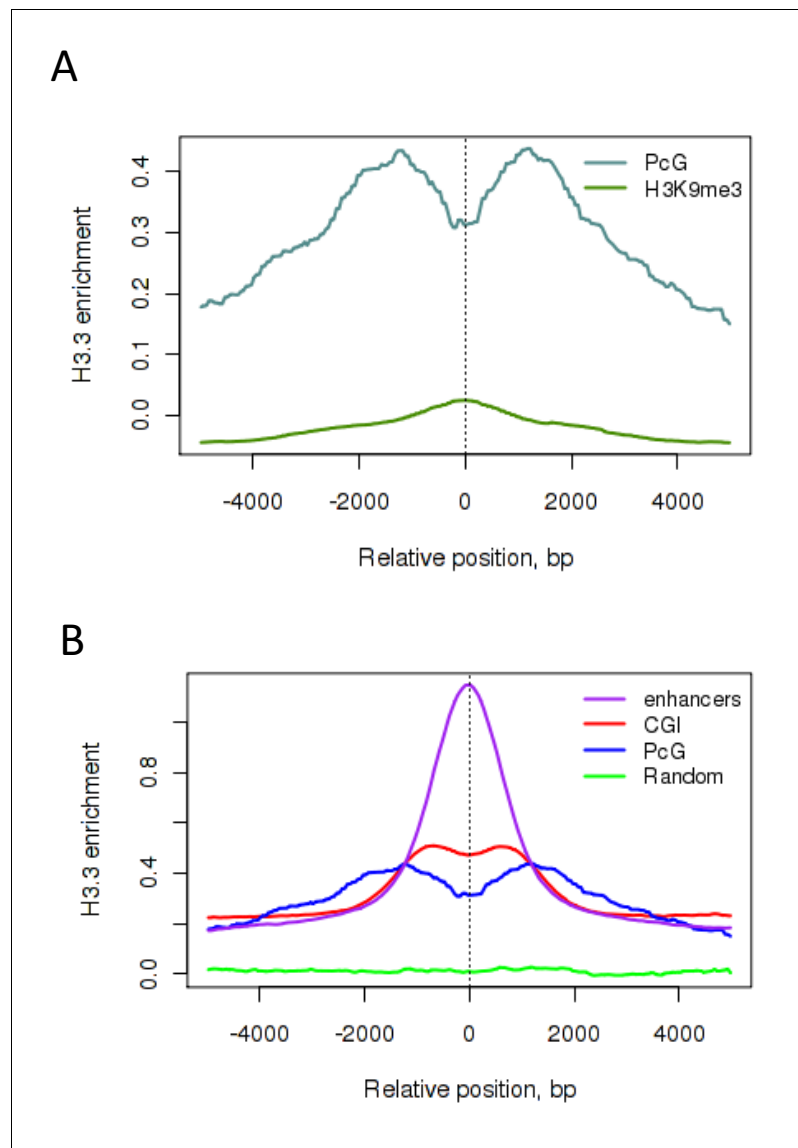 A
PcG
H3K9me3
H3.3 enrichment
0.4
0.3
0.2
0.1
0.0
-4000 -2000 0 2000 4000
Relative position, bp
B
enhancers
CGI
PcG
Random
H3.3 enrichment
0.8
0.4
0.0
-4000 -2000 0 2000 4000
Relative position, bp